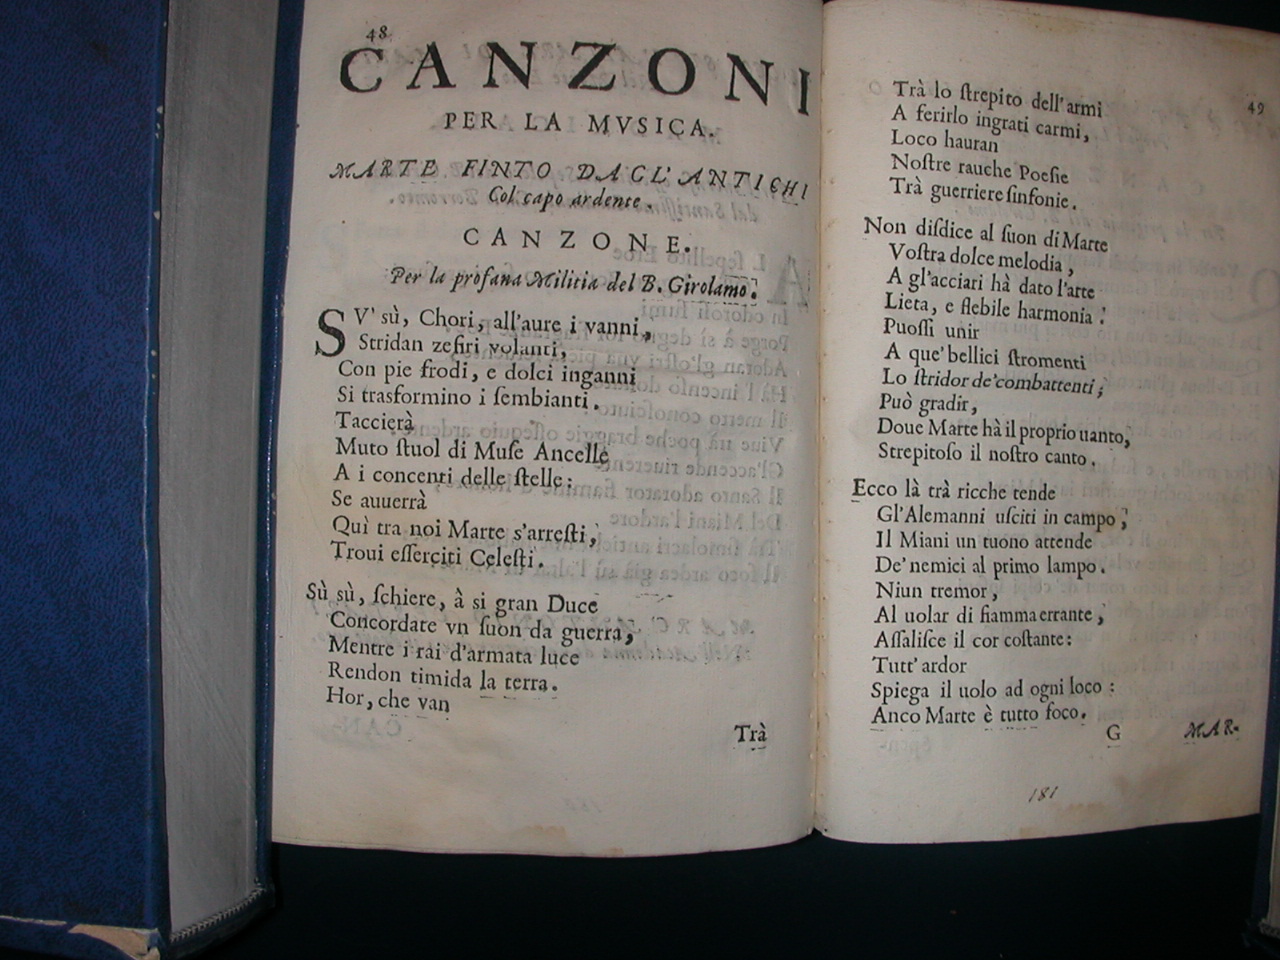 48
CANZONI
PER LA MVSICA.
MARTE FINTO DAGL'ANTICHI
Col capo ardente.
CANZONE.
Per la profana Militia del B. Girolamo.
SV' sù, Chori, all'aure i vanni,
Stridan zefiri volanti,
Con pie frodi, e dolci inganni
Si trasformino i ſembianti.
Taccierà
Muto ſtuol di Muſe Ancelle
A i concenti delle ſtelle:
Se auuerrà
Quì tra noi Marte s'arreſti,
Troui eſſerciti Celeſti.
Sù sù, ſchiere, à si gran Duce
Concordate vn ſuon da guerra,
Mentre i rai d'armata luce
Rendon timida la terra.
Hor, che van
Trà
49
Trà lo ſtrepito dell'armi
A ferirlo ingrati carmi,
Loco hauran
Noſtre rauche Poeſie
Trà guerriere ſinfonie.
Non diſdice al ſuon di Marte
Voſtra dolce melodia,
A gl'acciari hà dato l'arte
Lieta, e flebile harmonia:
Puoſſi unir
A que' bellici ſtromenti
Lo ſtridor de' combattenti;
Può gradir,
Doue Marte hà il proprio uanto,
Strepitoſo il noſtro canto.
Ecco là trà ricche tende
Gl'Alemanni uſciti in campo;
Il Miani un tuono attende
De' nemici al primo lampo.
Niun tremor,
Al uolar di fiamma errante,
Aſſaliſce il cor coſtante:
Tutt' ardor
Spiega il uolo ad ogni loco:
Anco Marte è tutto foco.
G
MAR-
181